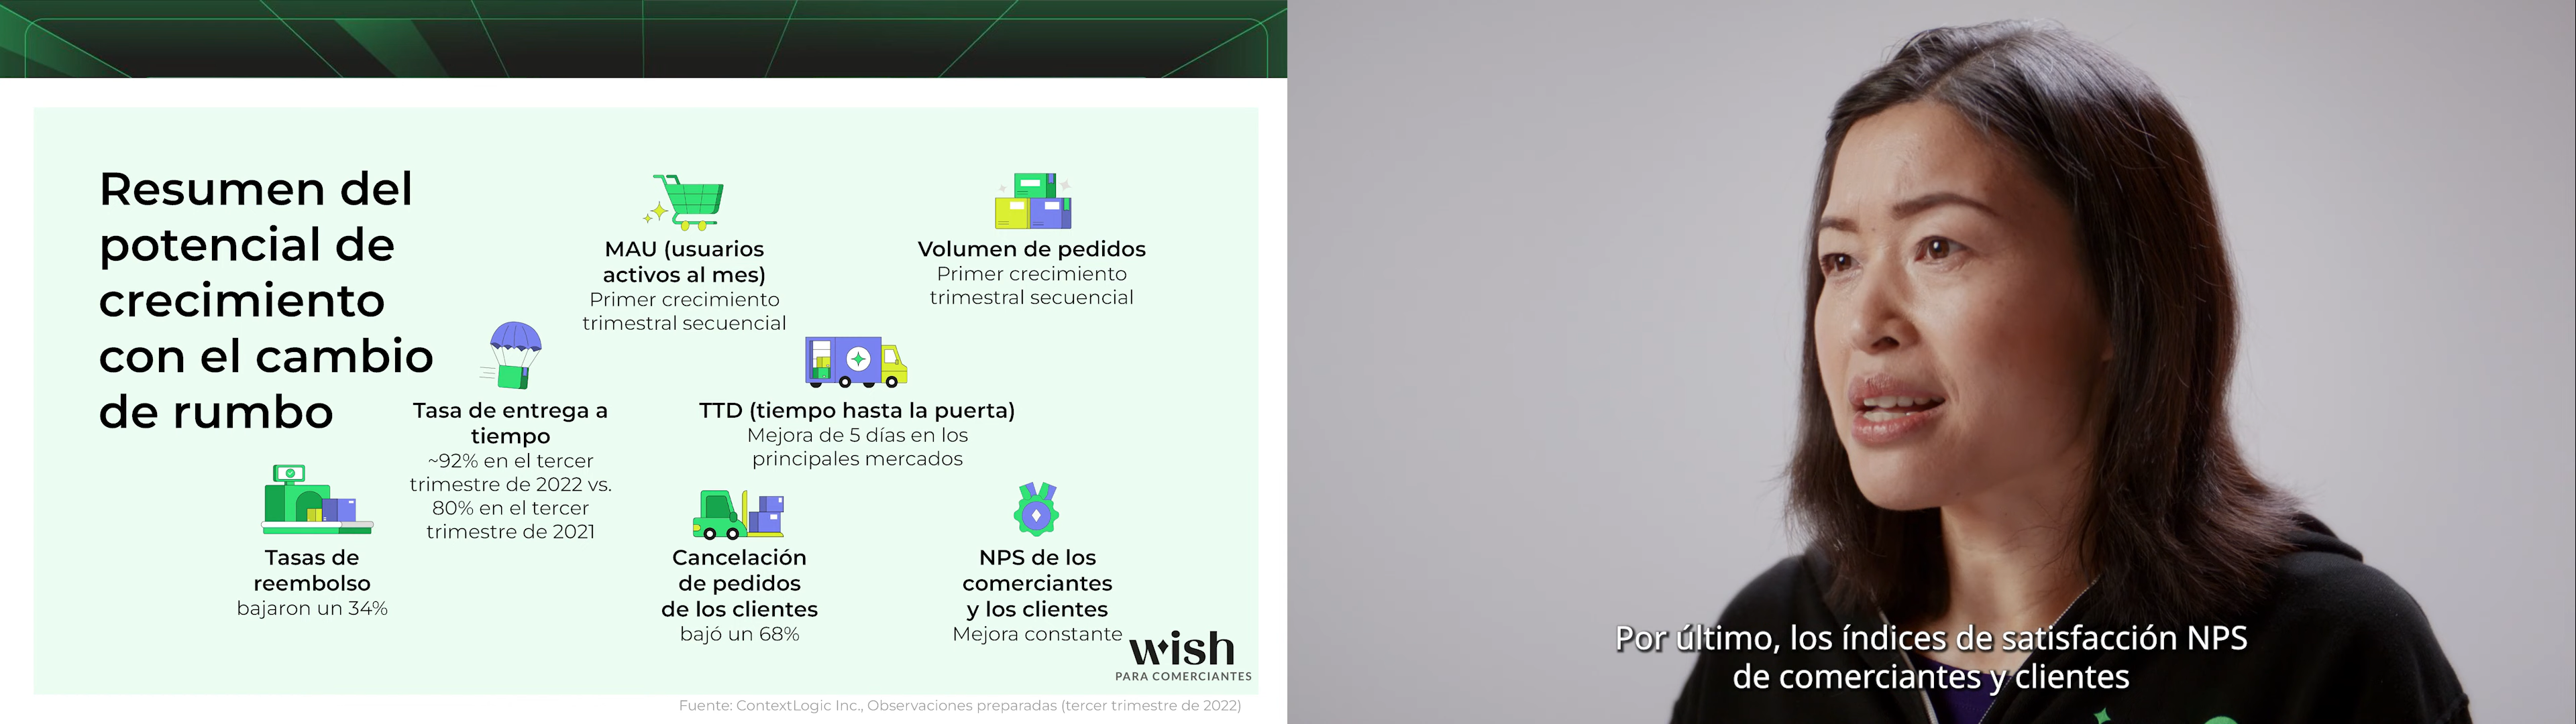 Resumen del
potencial de
crecimiento
con el cambio
de rumbo
MAU (usuarios
activos al mes)
Primer crecimiento
trimestral secuencial
Volumen de pedidos
Primer crecimiento
trimestral secuencial
Tasa de entrega a
tiempo
~92% en el tercer
trimestre de 2022 vs.
80% en el tercer
trimestre de 2021
TTD (tiempo hasta la puerta)
Mejora de 5 días en los
principales mercados
Tasas de
reembolso
bajaron un 34%
Cancelación
de pedidos
de los clientes
bajó un 68%
NPS de los
comerciantes
y los clientes
Mejora constante
wish
PARA COMERCIANTES
Fuente: ContextLogic Inc., Observaciones preparadas (tercer trimestre de 2022)
Por último, los índices de satisfacción NPS
de comerciantes y clientes